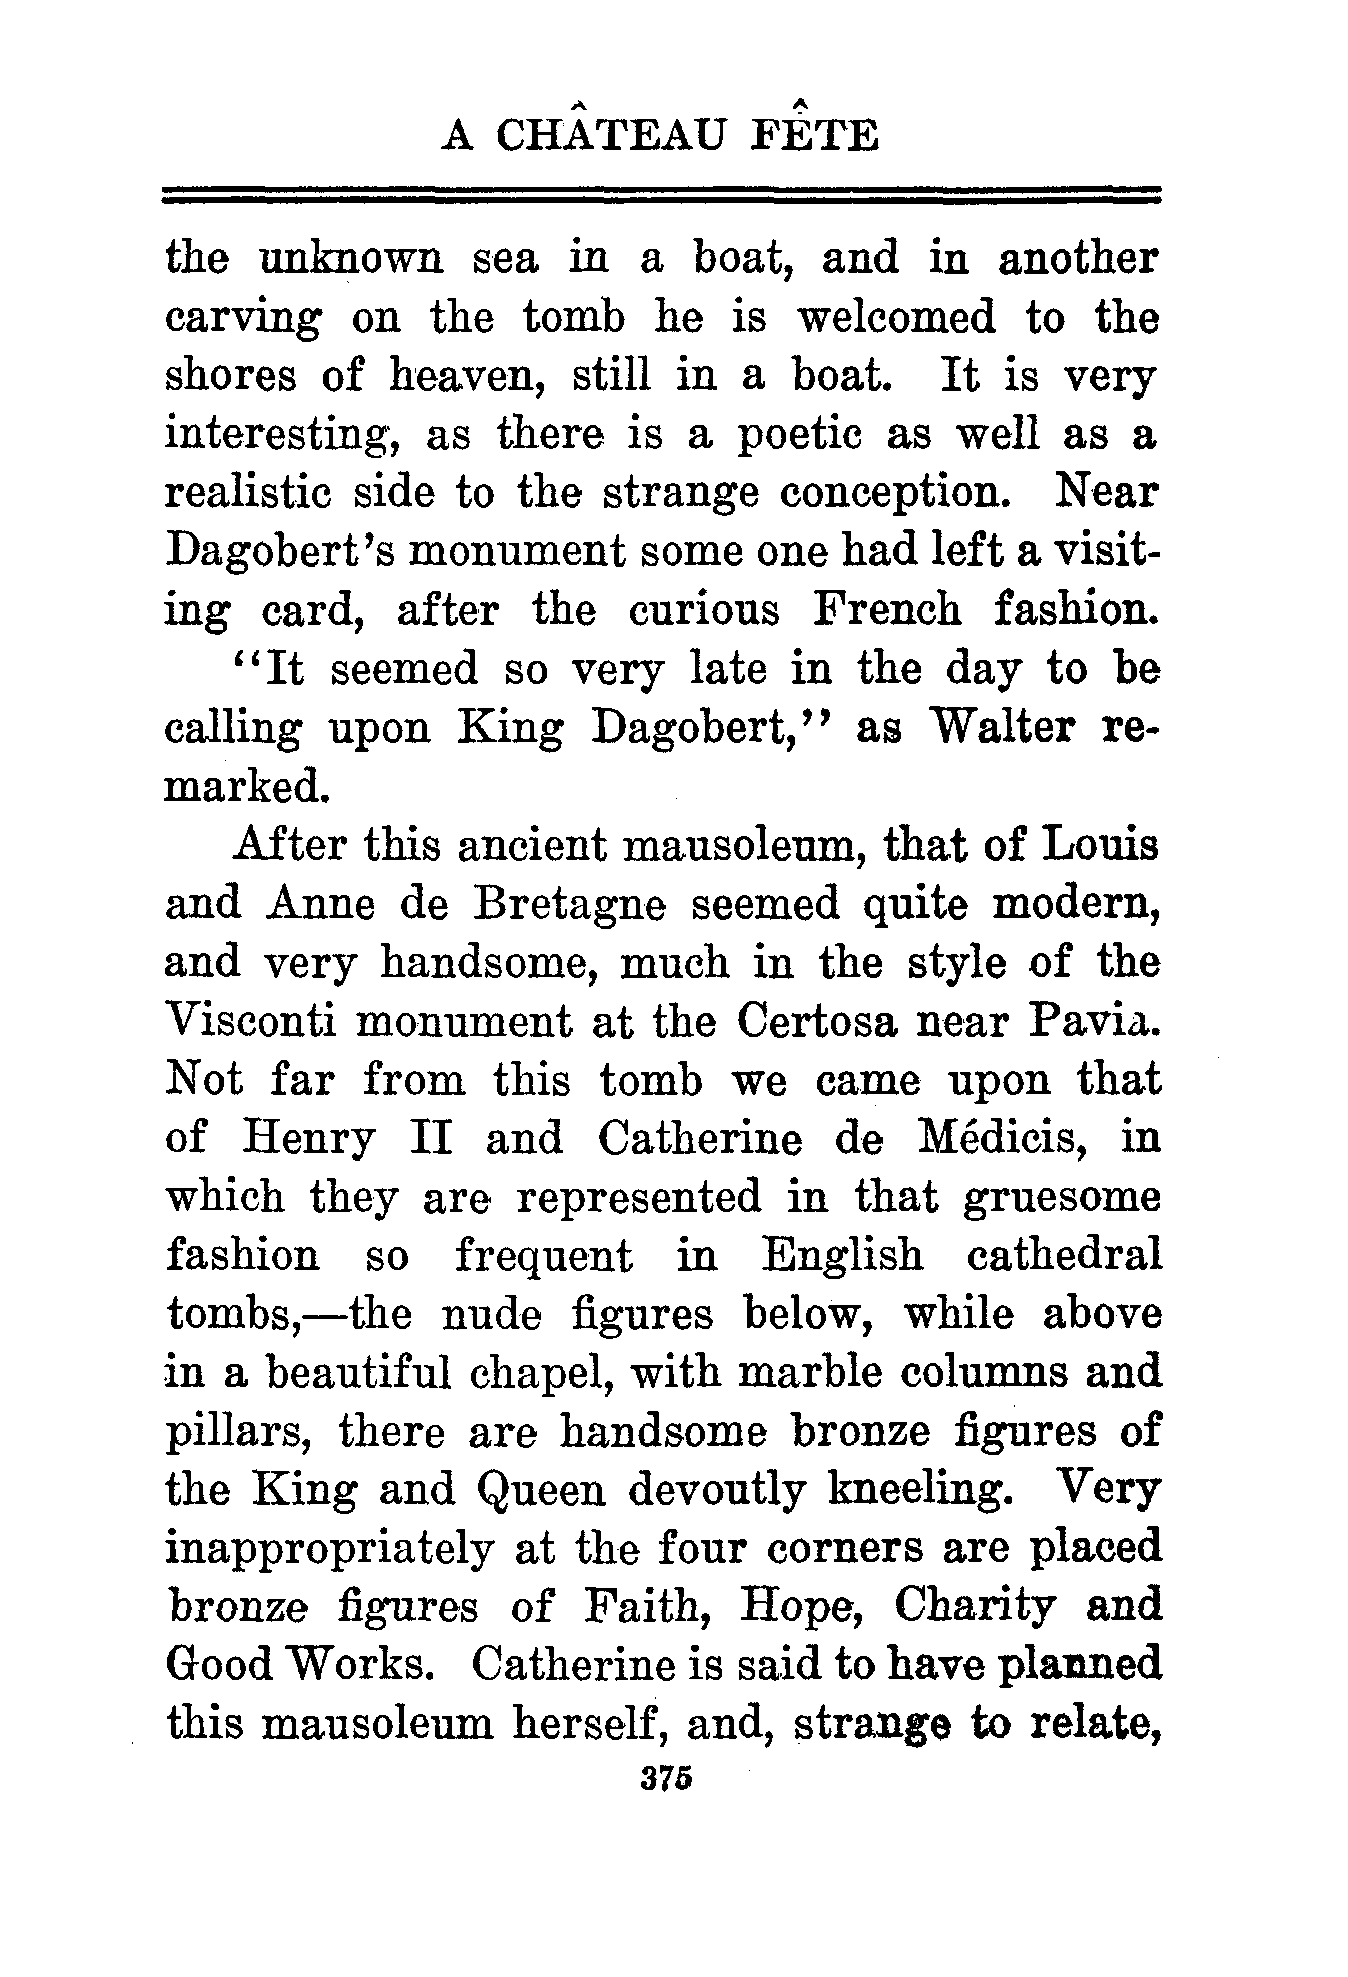 A CHÂTEAU FÊTE
the unknown sea in a boat, and in another
carving on the tomb he is welcomed to the
shores of heaven, still in a boat. It is very
interesting, as there is a poetic as well as a
realistic side to the strange conception. Near
Dagobert's monument some one had left a visit-
ing card, after the curious French fashion.
"It seemed so very late in the day to be
calling upon King Dagobert," as Walter re-
marked.
After this ancient mausoleum, that of Louis
and Anne de Bretagne seemed quite modern,
and very handsome, much in the style of the
Visconti monument at the Certosa near Pavia.
Not far from this tomb we came upon that
of Henry II and Catherine de Médicis, in
which they are represented in that gruesome
fashion so frequent in English cathedral
tombs,—the nude figures below, while above
in a beautiful chapel, with marble columns and
pillars, there are handsome bronze figures of
the King and Queen devoutly kneeling. Very
inappropriately at the four corners are placed
bronze figures of Faith, Hope, Charity and
Good Works. Catherine is said to have planned
this mausoleum herself, and, strange to relate,
375